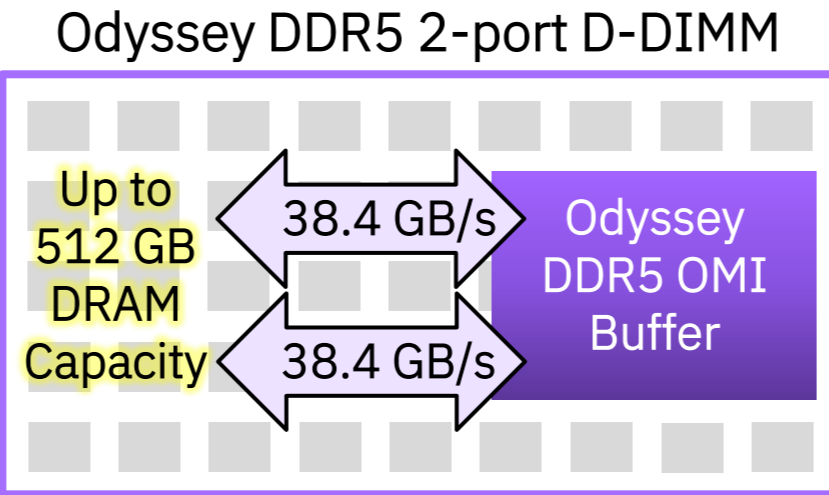 Odyssey DDR5 2-port D-DIMM
Up to
512 GB
DRAM
Capacity
38.4 GB/s
38.4 GB/s
Odyssey
DDR5 OMI
Buffer